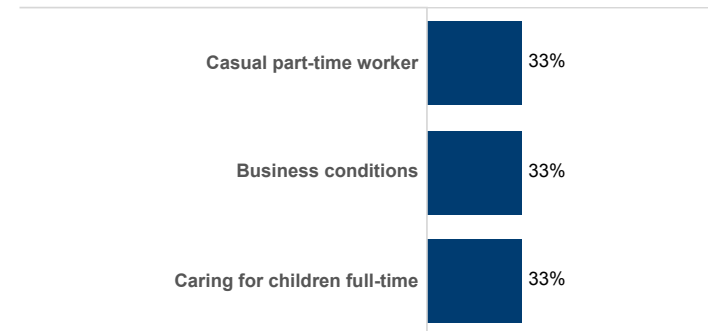 Casual part-time worker 33%
Business conditions 33%
Caring for children full-time 33%